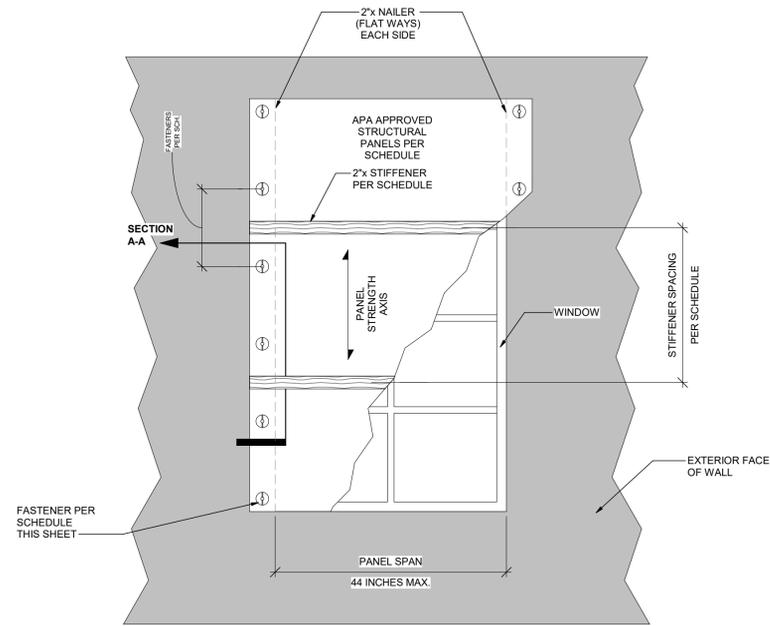 2"x NAILER
(FLAT WAYS)
EACH SIDE
FASTENERS
PER SCH.
APA APPROVED
STRUCTURAL
PANELS PER
SCHEDULE
2"x STIFFENER
PER SCHEDULE
SECTION
A-A
PANEL
STRENGTH
AXIS
STIFFENER SPACING
PER SCHEDULE
WINDOW
EXTERIOR FACE
OF WALL
FASTENER PER
SCHEDULE
THIS SHEET
PANEL SPAN
44 INCHES MAX.